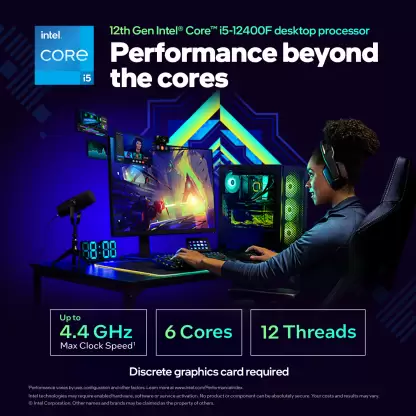 intel.
CORE
i5
12th Gen Intel® Core™ i5-12400F desktop processor
Performance beyond
the cores
Up to
4.4 GHz
Max Clock Speed¹
6 Cores
12 Threads
Discrete graphics card required
¹Performance varies by use, configuration and other factors. Learn more at www.intel.com/PerformanceIndex.
Intel technologies may require enabled hardware, software or service activation. No product or component can be absolutely secure. Your costs and results may vary.
© Intel Corporation. Other names and brands may be claimed as the property of others.